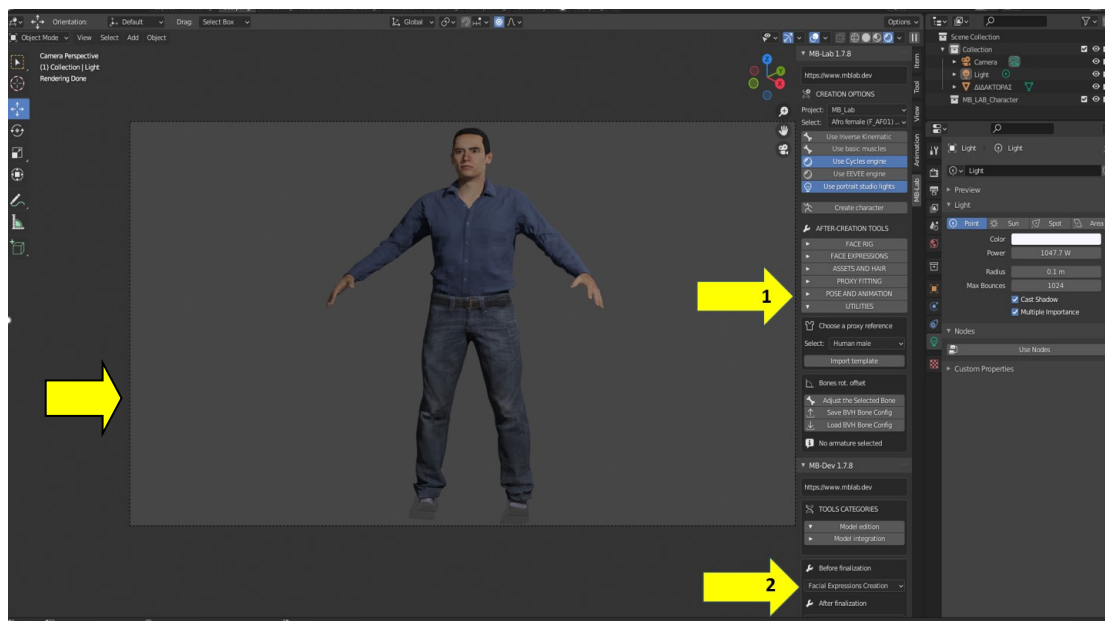 Orientation: Default Drag: Select Box Global Options
Object Mode View Select Add Object
Camera Perspective
(1) Collection | Light
Rendering Done
Z
Y
X
1
2
MB-Lab 1.7.8
https://www.mblab.dev
CREATION OPTIONS
Project: MB_Lab
Select: Afro female (F_AF01) ...
Use Inverse Kinematic
Use basic muscles
Use Cycles engine
Use EEVEE engine
Use portrait studio lights
Create character
AFTER-CREATION TOOLS
FACE RIG
FACE EXPRESSIONS
ASSETS AND HAIR
PROXY FITTING
POSE AND ANIMATION
UTILITIES
Choose a proxy reference
Select: Human male
Import template
Bones rot. offset
Adjust the Selected Bone
Save BVH Bone Config
Load BVH Bone Config
No armature selected
MB-Dev 1.7.8
https://www.mblab.dev
TOOLS CATEGORIES
Model edition
Model integration
Before finalization
Facial Expressions Creation
After finalization
Item
Tool
View
Animation
MB-Lab
Scene Collection
Collection
Camera
Light
ΔΙΔΑΚΤΟΡΑΣ
MB_LAB_Character
Light Light
Light
Preview
Light
Point Sun Spot Area
Color
Power 1047.7 W
Radius 0.1 m
Max Bounces 1024
Cast Shadow
Multiple Importance
Nodes
Use Nodes
Custom Properties